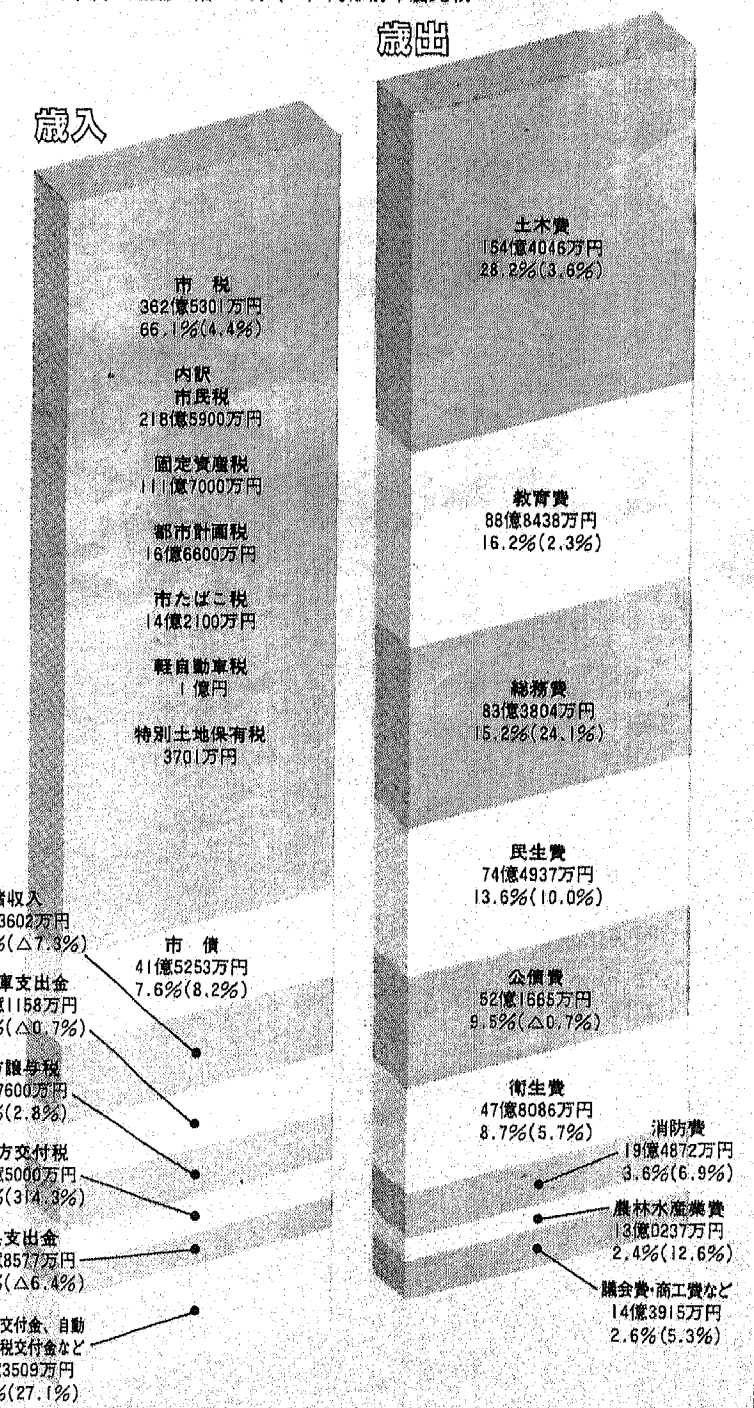 歳入
市税
362億5301万円
66.1%(4.4%)
内訳
市民税
218億5900万円
固定資産税
111億7000万円
都市計画税
16億6600万円
市たばこ税
14億2100万円
軽自動車税
1億円
特別土地保有税
3701万円
市債
41億5253万円
7.6%(8.2%)
諸収入
3602万円
%(△7.3%)
庫支出金
1158万円
%(△0.7%)
譲与税
7600万円
%(2.8%)
方交付税
5000万円
%(314.3%)
支出金
8577万円
%(△6.4%)
交付金、自動
税交付金など
3509万円
%(27.1%)
歳出
土木費
154億4046万円
28.2%(3.6%)
教育費
88億8438万円
16.2%(2.3%)
総務費
83億3804万円
15.2%(24.1%)
民生費
74億4937万円
13.6%(10.0%)
公債費
52億1665万円
9.5%(△0.7%)
衛生費
47億8086万円
8.7%(5.7%)
消防費
19億4872万円
3.6%(6.9%)
農林水産業費
13億0237万円
2.4%(12.6%)
議会費・商工費など
14億3915万円
2.6%(5.3%)